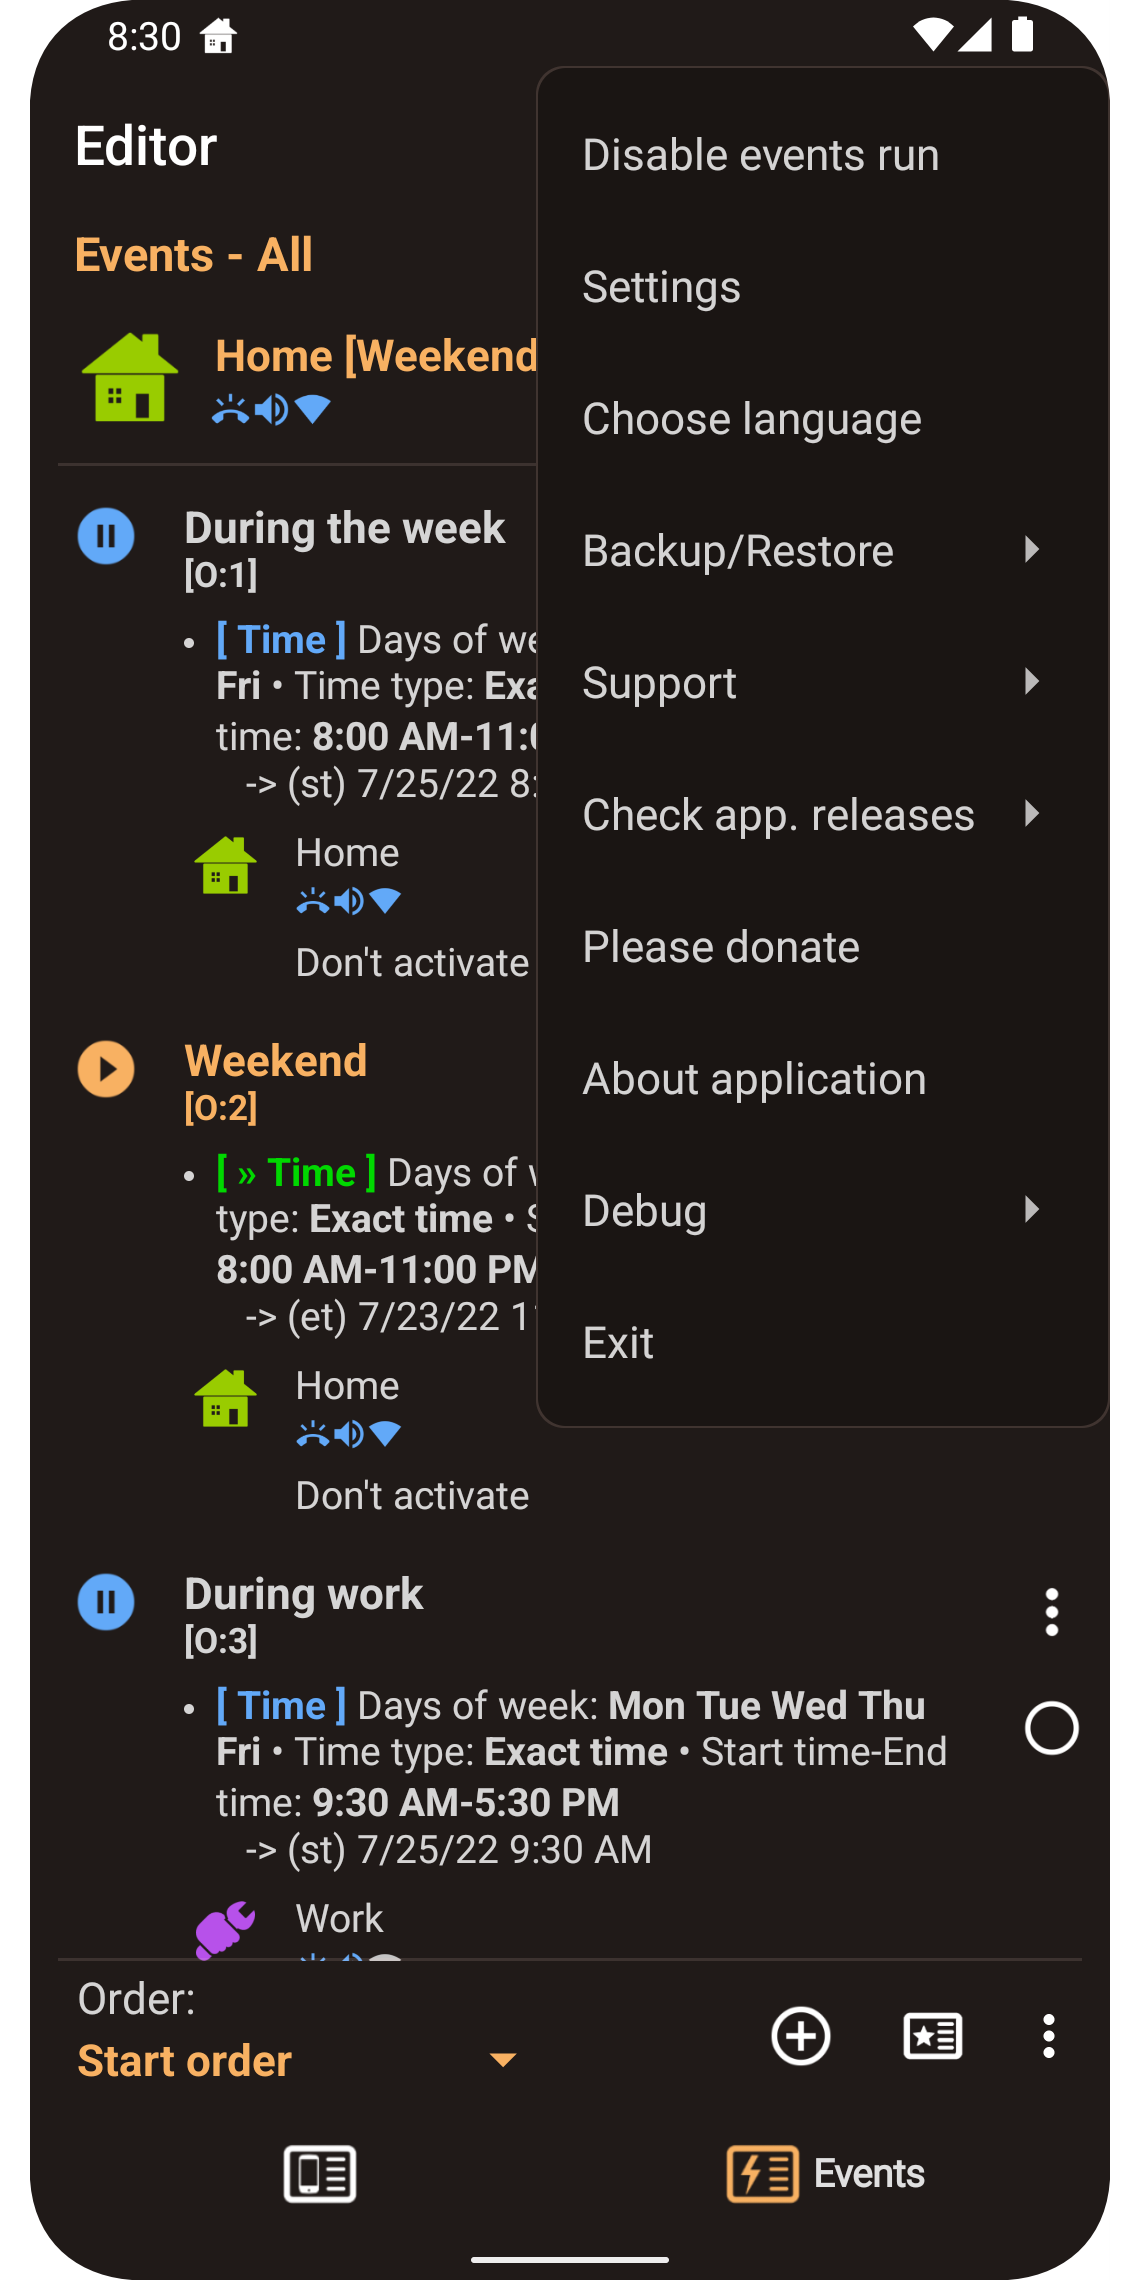 8:30
Editor
Events - All
Home [Weekend
During the week
[O:1]
• [ Time ] Days of we
Fri • Time type: Exa
time: 8:00 AM-11:0
-> (st) 7/25/22 8:
Home
Don't activate
Weekend
[O:2]
• [ » Time ] Days of w
type: Exact time • S
8:00 AM-11:00 PM
-> (et) 7/23/22 11
Home
Don't activate
During work
[O:3]
• [ Time ] Days of week: Mon Tue Wed Thu
Fri • Time type: Exact time • Start time-End
time: 9:30 AM-5:30 PM
-> (st) 7/25/22 9:30 AM
Work
Disable events run
Settings
Choose language
Backup/Restore
Support
Check app. releases
Please donate
About application
Debug
Exit
Order:
Start order
Events